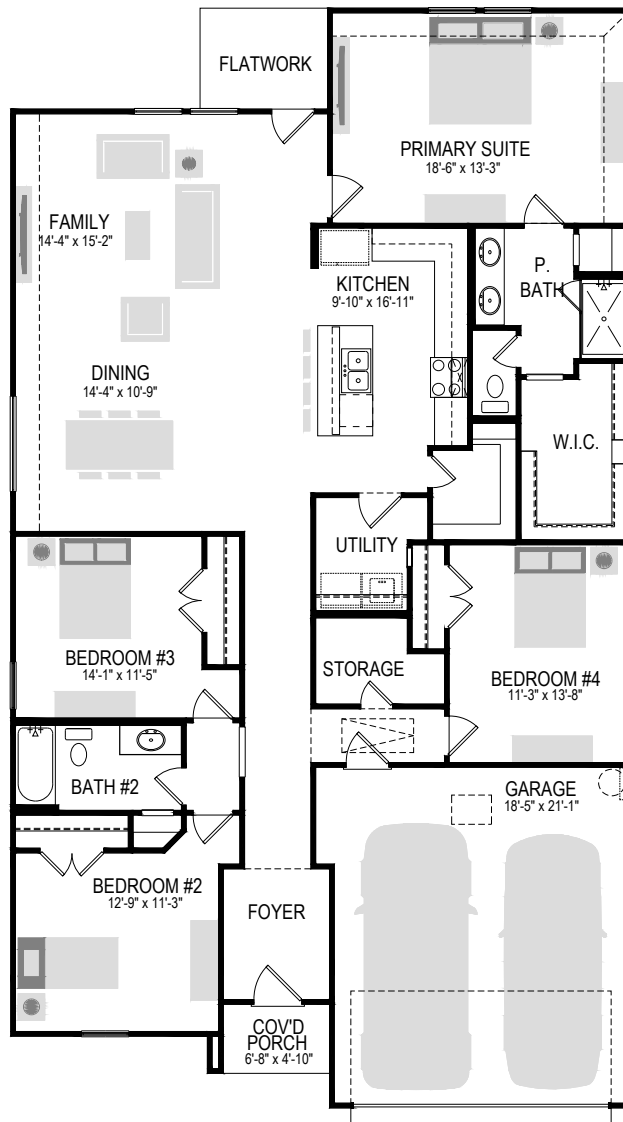 FLATWORK
PRIMARY SUITE
18'-6" x 13'-3"
FAMILY
14'-4" x 15'-2"
KITCHEN
9'-10" x 16'-11"
P.
BATH
DINING
14'-4" x 10'-9"
W.I.C.
UTILITY
BEDROOM #3
14'-1" x 11'-5"
STORAGE
BEDROOM #4
11'-3" x 13'-8"
BATH #2
GARAGE
18'-5" x 21'-1"
BEDROOM #2
12'-9" x 11'-3"
FOYER
COV'D
PORCH
6'-8" x 4'-10"